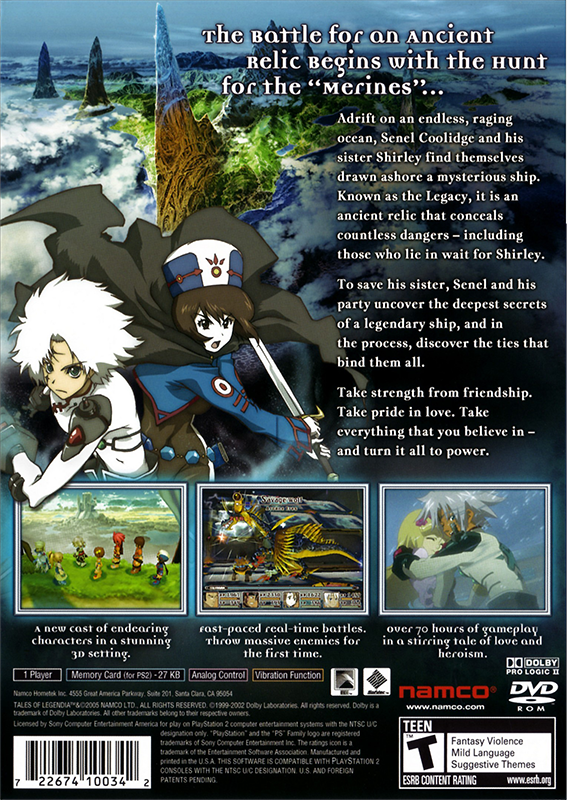 The Battle for an Ancient
Relic Begins with the Hunt
for the "Merines"...
Adrift on an endless, raging
ocean, Senel Coolidge and his
sister Shirley find themselves
drawn ashore a mysterious ship.
Known as the Legacy, it is an
ancient relic that conceals
countless dangers – including
those who lie in wait for Shirley.
To save his sister, Senel and his
party uncover the deepest secrets
of a legendary ship, and in
the process, discover the ties that
bind them all.
Take strength from friendship.
Take pride in love. Take
everything that you believe in –
and turn it all to power.
Savage Wolf
A new cast of endearing
characters in a stunning
3D setting.
Fast-paced real-time battles.
Throw massive enemies for
the first time.
Over 70 hours of gameplay
in a stirring tale of love and
heroism.
1 Player
Memory Card (for PS2) - 27 KB
Analog Control
Vibration Function
namco®
www.namco.com
DOLBY
PRO LOGIC II
DVD
ROM
Namco Hometek Inc. 4555 Great America Parkway, Suite 201, Santa Clara, CA 95054
TALES OF LEGENDIA™&©2005 NAMCO LTD., ALL RIGHTS RESERVED. ©1999-2002 Dolby Laboratories. All rights reserved. Dolby is a
trademark of Dolby Laboratories. All other trademarks belong to their respective owners.
Licensed by Sony Computer Entertainment America for play on PlayStation 2 computer entertainment systems with the NTSC U/C
designation only. "PlayStation" and the "PS" Family logo are registered
trademarks of Sony Computer Entertainment Inc. The ratings icon is a
trademark of the Entertainment Software Association. Manufactured and
printed in the U.S.A. THIS SOFTWARE IS COMPATIBLE WITH PLAYSTATION 2
CONSOLES WITH THE NTSC U/C DESIGNATION. U.S. AND FOREIGN
PATENTS PENDING.
7 22674 10034 2
TEEN
T
Fantasy Violence
Mild Language
Suggestive Themes
ESRB CONTENT RATING
www.esrb.org